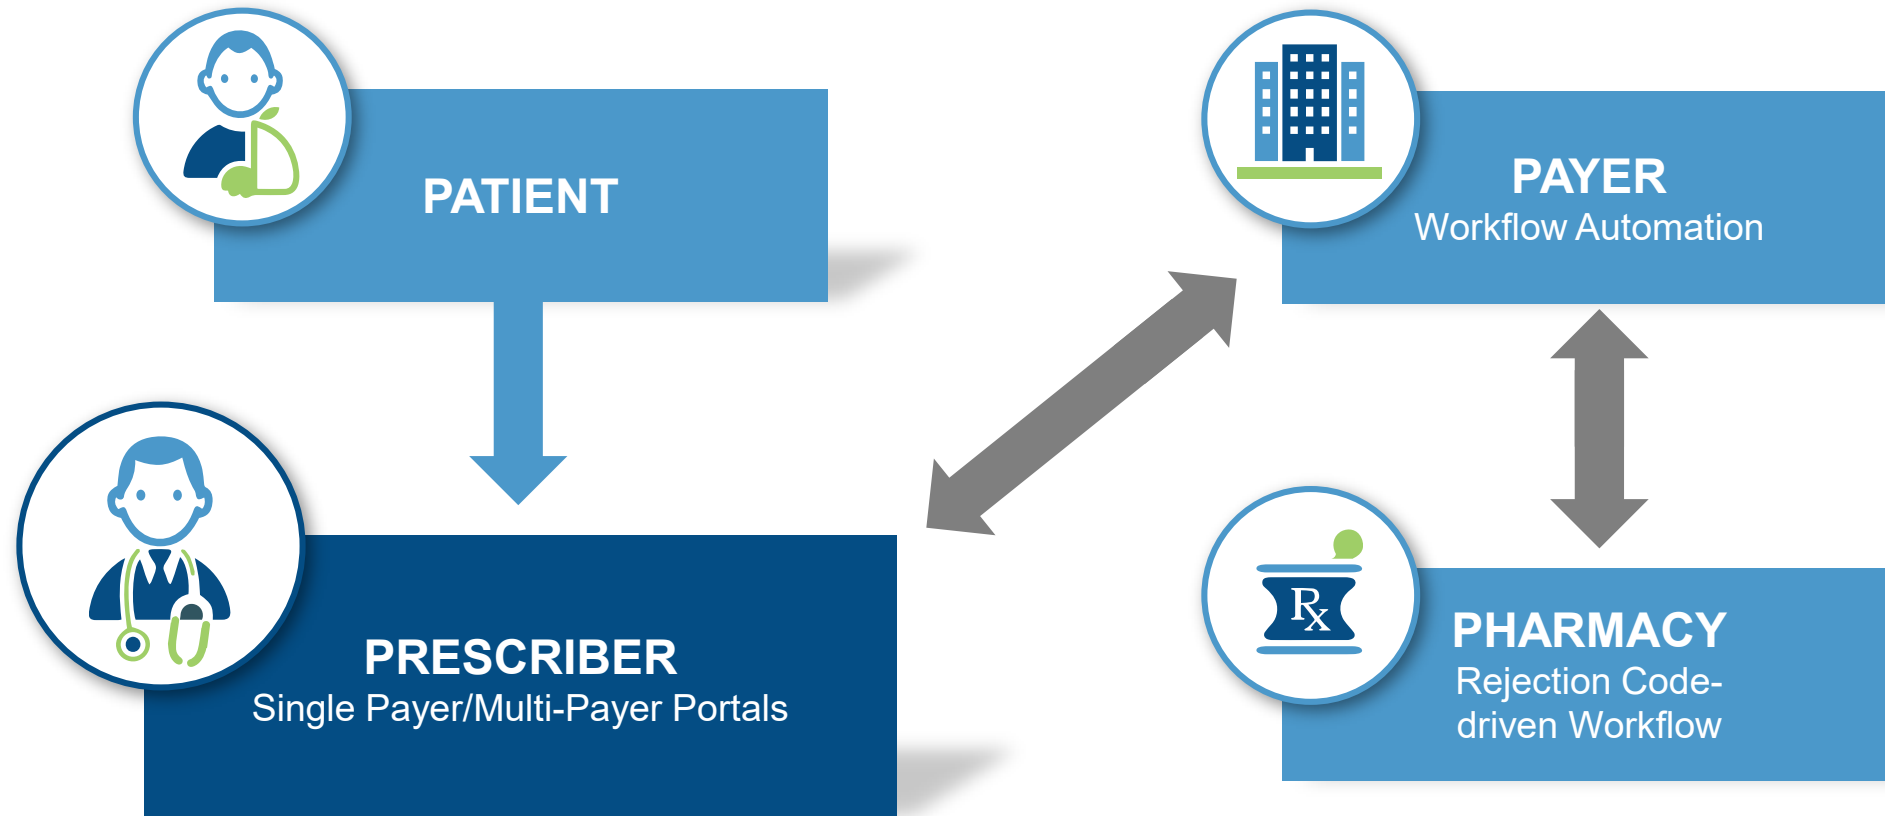 PATIENT
PAYER
Workflow Automation
PRESCRIBER
Single Payer/Multi-Payer Portals
Rx
PHARMACY
Rejection Code-
driven Workflow